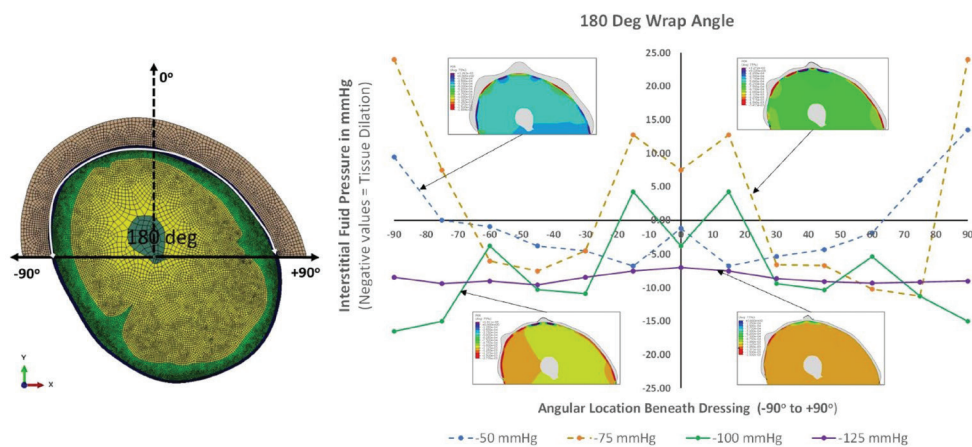 0°
180 deg
-90°
+90°
Y
X
180 Deg Wrap Angle
Interstitial Fuid Pressure in mmHg
(Negative values = Tissue Dilation)
25.00
20.00
15.00
10.00
5.00
0.00
-5.00
-10.00
-15.00
-20.00
-25.00
-90 -80 -70 -60 -50 -40 -30 -20 -10 0 10 20 30 40 50 60 70 80 90
Angular Location Beneath Dressing (-90° to +90°)
-50 mmHg -75 mmHg -100 mmHg -125 mmHg